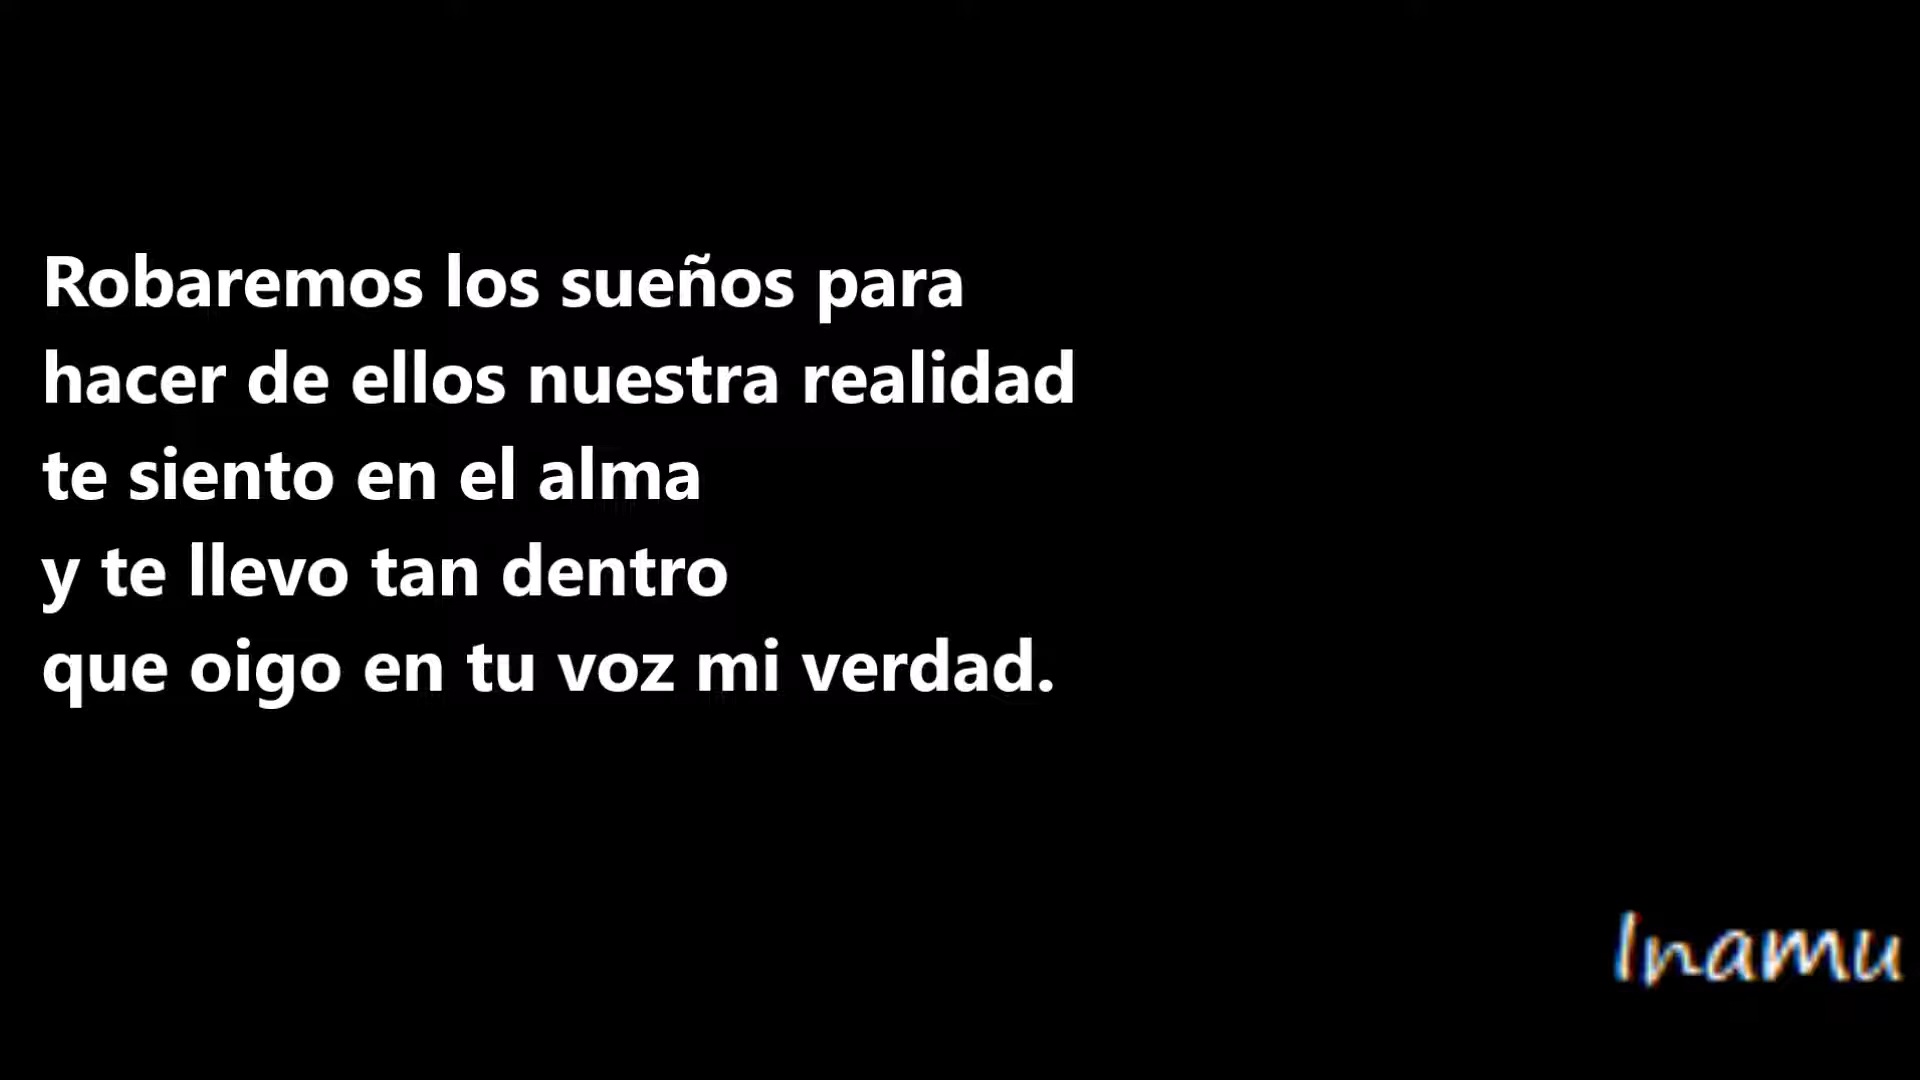 Robaremos los sueños para
hacer de ellos nuestra realidad
te siento en el alma
y te llevo tan dentro
que oigo en tu voz mi verdad.
Inamu